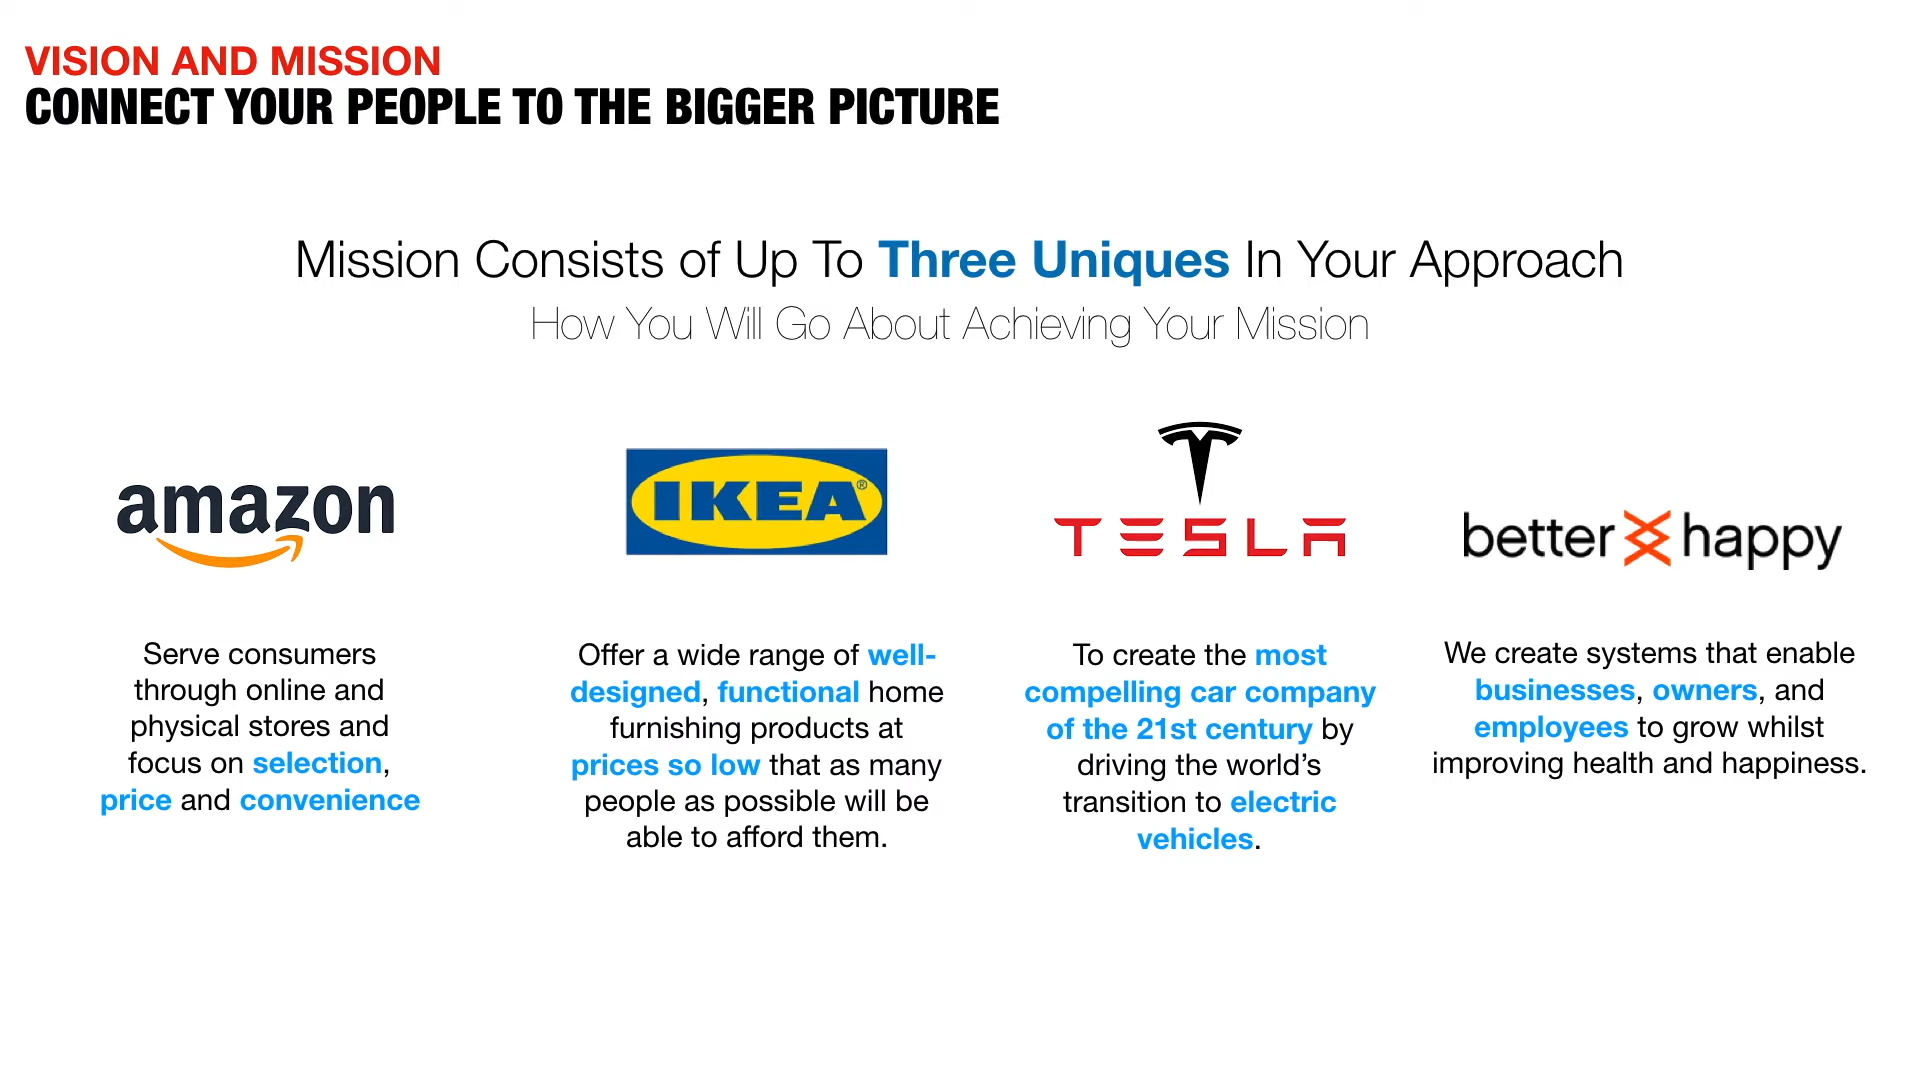 VISION AND MISSION
CONNECT YOUR PEOPLE TO THE BIGGER PICTURE
Mission Consists of Up To Three Uniques In Your Approach
How You Will Go About Achieving Your Mission
amazon
Serve consumers
through online and
physical stores and
focus on selection,
price and convenience
IKEA®
Offer a wide range of well-
designed, functional home
furnishing products at
prices so low that as many
people as possible will be
able to afford them.
TESLA
To create the most
compelling car company
of the 21st century by
driving the world’s
transition to electric
vehicles.
better happy
We create systems that enable
businesses, owners, and
employees to grow whilst
improving health and happiness.